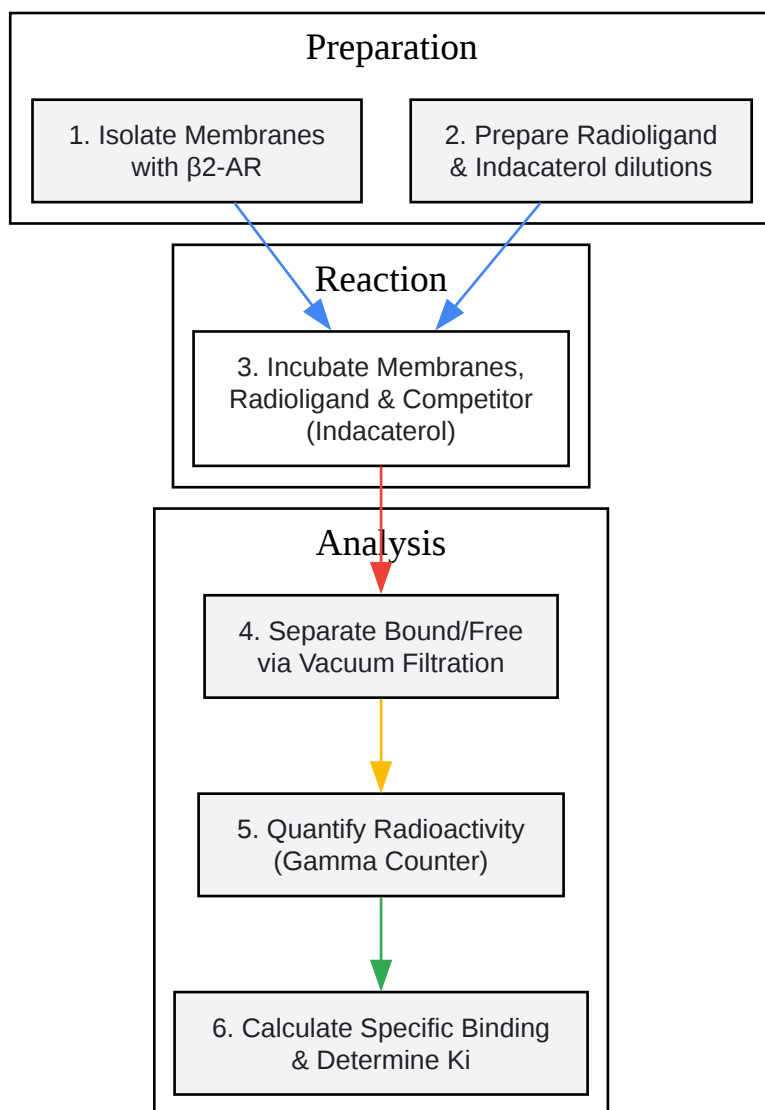 Preparation
1. Isolate Membranes
with β2-AR
2. Prepare Radioligand
& Indacaterol dilutions
Reaction
3. Incubate Membranes,
Radioligand & Competitor
(Indacaterol)
Analysis
4. Separate Bound/Free
via Vacuum Filtration
5. Quantify Radioactivity
(Gamma Counter)
6. Calculate Specific Binding
& Determine Ki